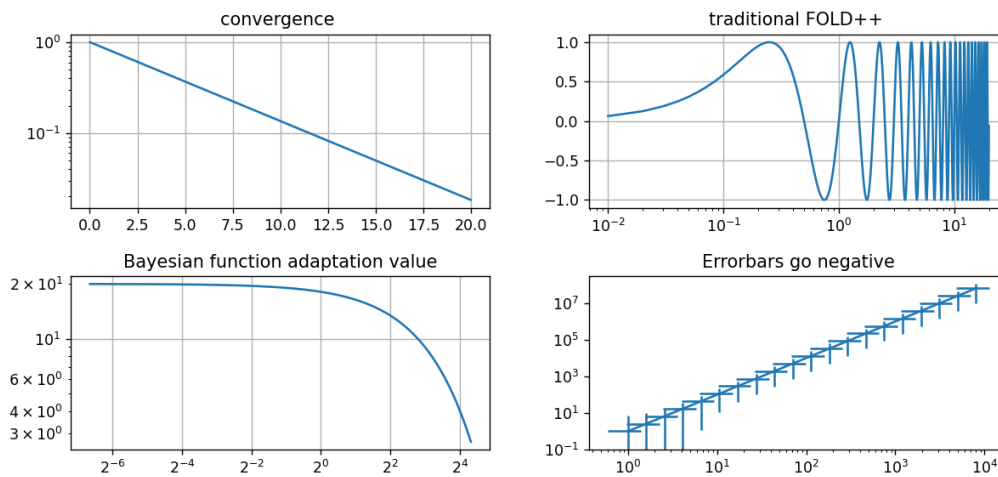 convergence
10^0
10^-1
0.0 2.5 5.0 7.5 10.0 12.5 15.0 17.5 20.0
traditional FOLD++
1.0
0.5
0.0
−0.5
−1.0
10^-2 10^-1 10^0 10^1
Bayesian function adaptation value
2 × 10^1
10^1
6 × 10^0
4 × 10^0
3 × 10^0
2^-6 2^-4 2^-2 2^0 2^2 2^4
Errorbars go negative
10^7
10^5
10^3
10^1
10^-1
10^0 10^1 10^2 10^3 10^4